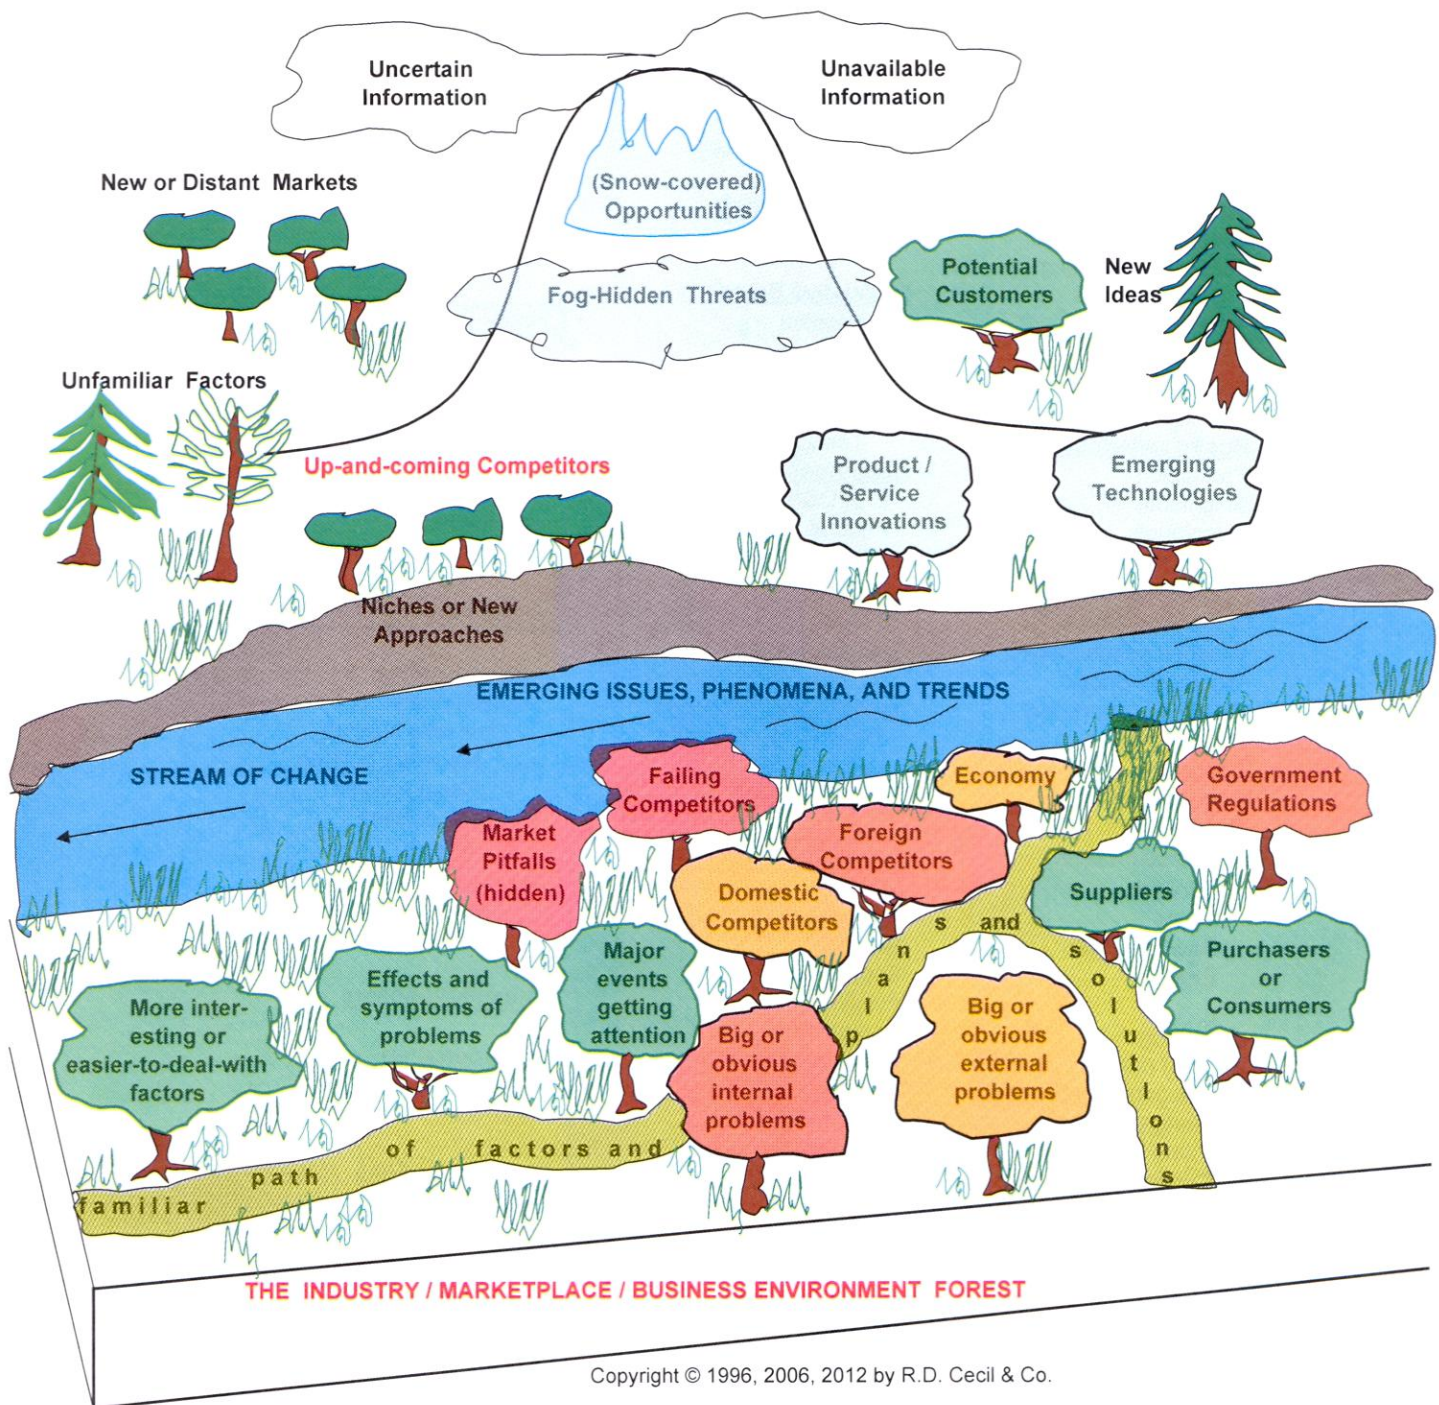 Uncertain
Information
Unavailable
Information
(Snow-covered)
Opportunities
New or Distant Markets
Fog-Hidden Threats
Potential
Customers
New
Ideas
Unfamiliar Factors
Up-and-coming Competitors
Product /
Service
Innovations
Emerging
Technologies
Niches or New
Approaches
EMERGING ISSUES, PHENOMENA, AND TRENDS
STREAM OF CHANGE
Failing
Competitors
Economy
Government
Regulations
Market
Pitfalls
(hidden)
Foreign
Competitors
Domestic
Competitors
Suppliers
Purchasers
or
Consumers
More inter-
esting or
easier-to-deal-with
factors
Effects and
symptoms of
problems
Major
events
getting
attention
Big or
obvious
internal
problems
Big or
obvious
external
problems
familiar path of factors and
plans and solutions
THE INDUSTRY / MARKETPLACE / BUSINESS ENVIRONMENT FOREST
Copyright © 1996, 2006, 2012 by R.D. Cecil & Co.